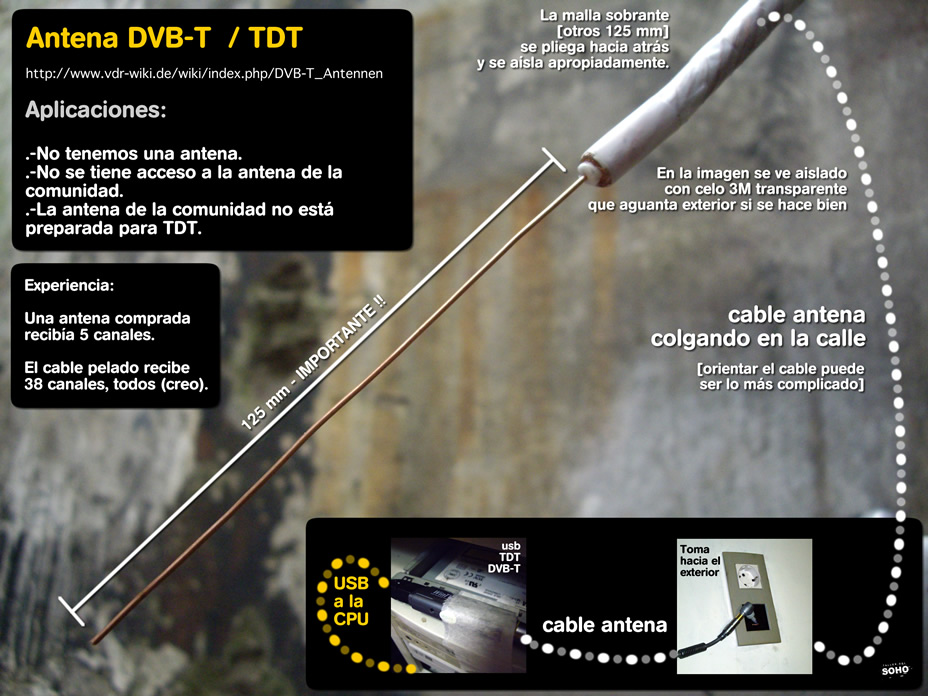 Antena DVB-T / TDT
http://www.vdr-wiki.de/wiki/index.php/DVB-T_Antennen
Aplicaciones:
.-No tenemos una antena.
.-No se tiene acceso a la antena de la
comunidad.
.-La antena de la comunidad no está
preparada para TDT.
Experiencia:
Una antena comprada
recibía 5 canales.
El cable pelado recibe
38 canales, todos (creo).
La malla sobrante
[otros 125 mm]
se pliega hacia atrás
y se aisla apropiadamente.
En la imagen se ve aislado
con celo 3M transparente
que aguanta exterior si se hace bien
125 mm - IMPORTANTE !!
cable antena
colgando en la calle
[orientar el cable puede
ser lo más complicado]
USB
a la
CPU
usb
TDT
DVB-T
cable antena
Toma
hacia el
exterior
SOHO